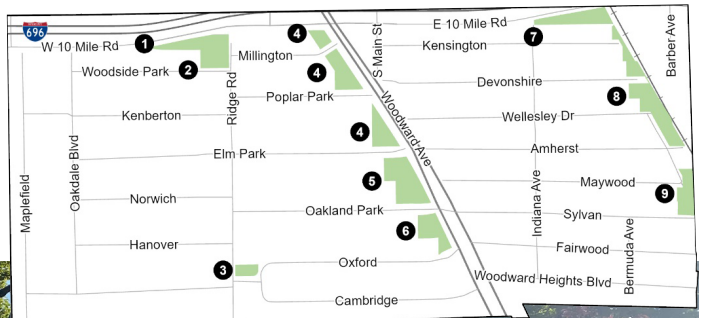 696
W 10 Mile Rd
1
4
S Main St
E 10 Mile Rd
7
Barber Ave
Woodside Park
2
Ridge Rd
Millington
4
Kensington
Poplar Park
Devonshire
8
Kenberton
4
Woodward Ave
Wellesley Dr
Elm Park
Amherst
Maplefield
Oakdale Blvd
Norwich
5
Oakland Park
Indiana Ave
Maywood
9
Sylvan
Hanover
6
Fairwood
Bermuda Ave
3
Oxford
Woodward Heights Blvd
Cambridge